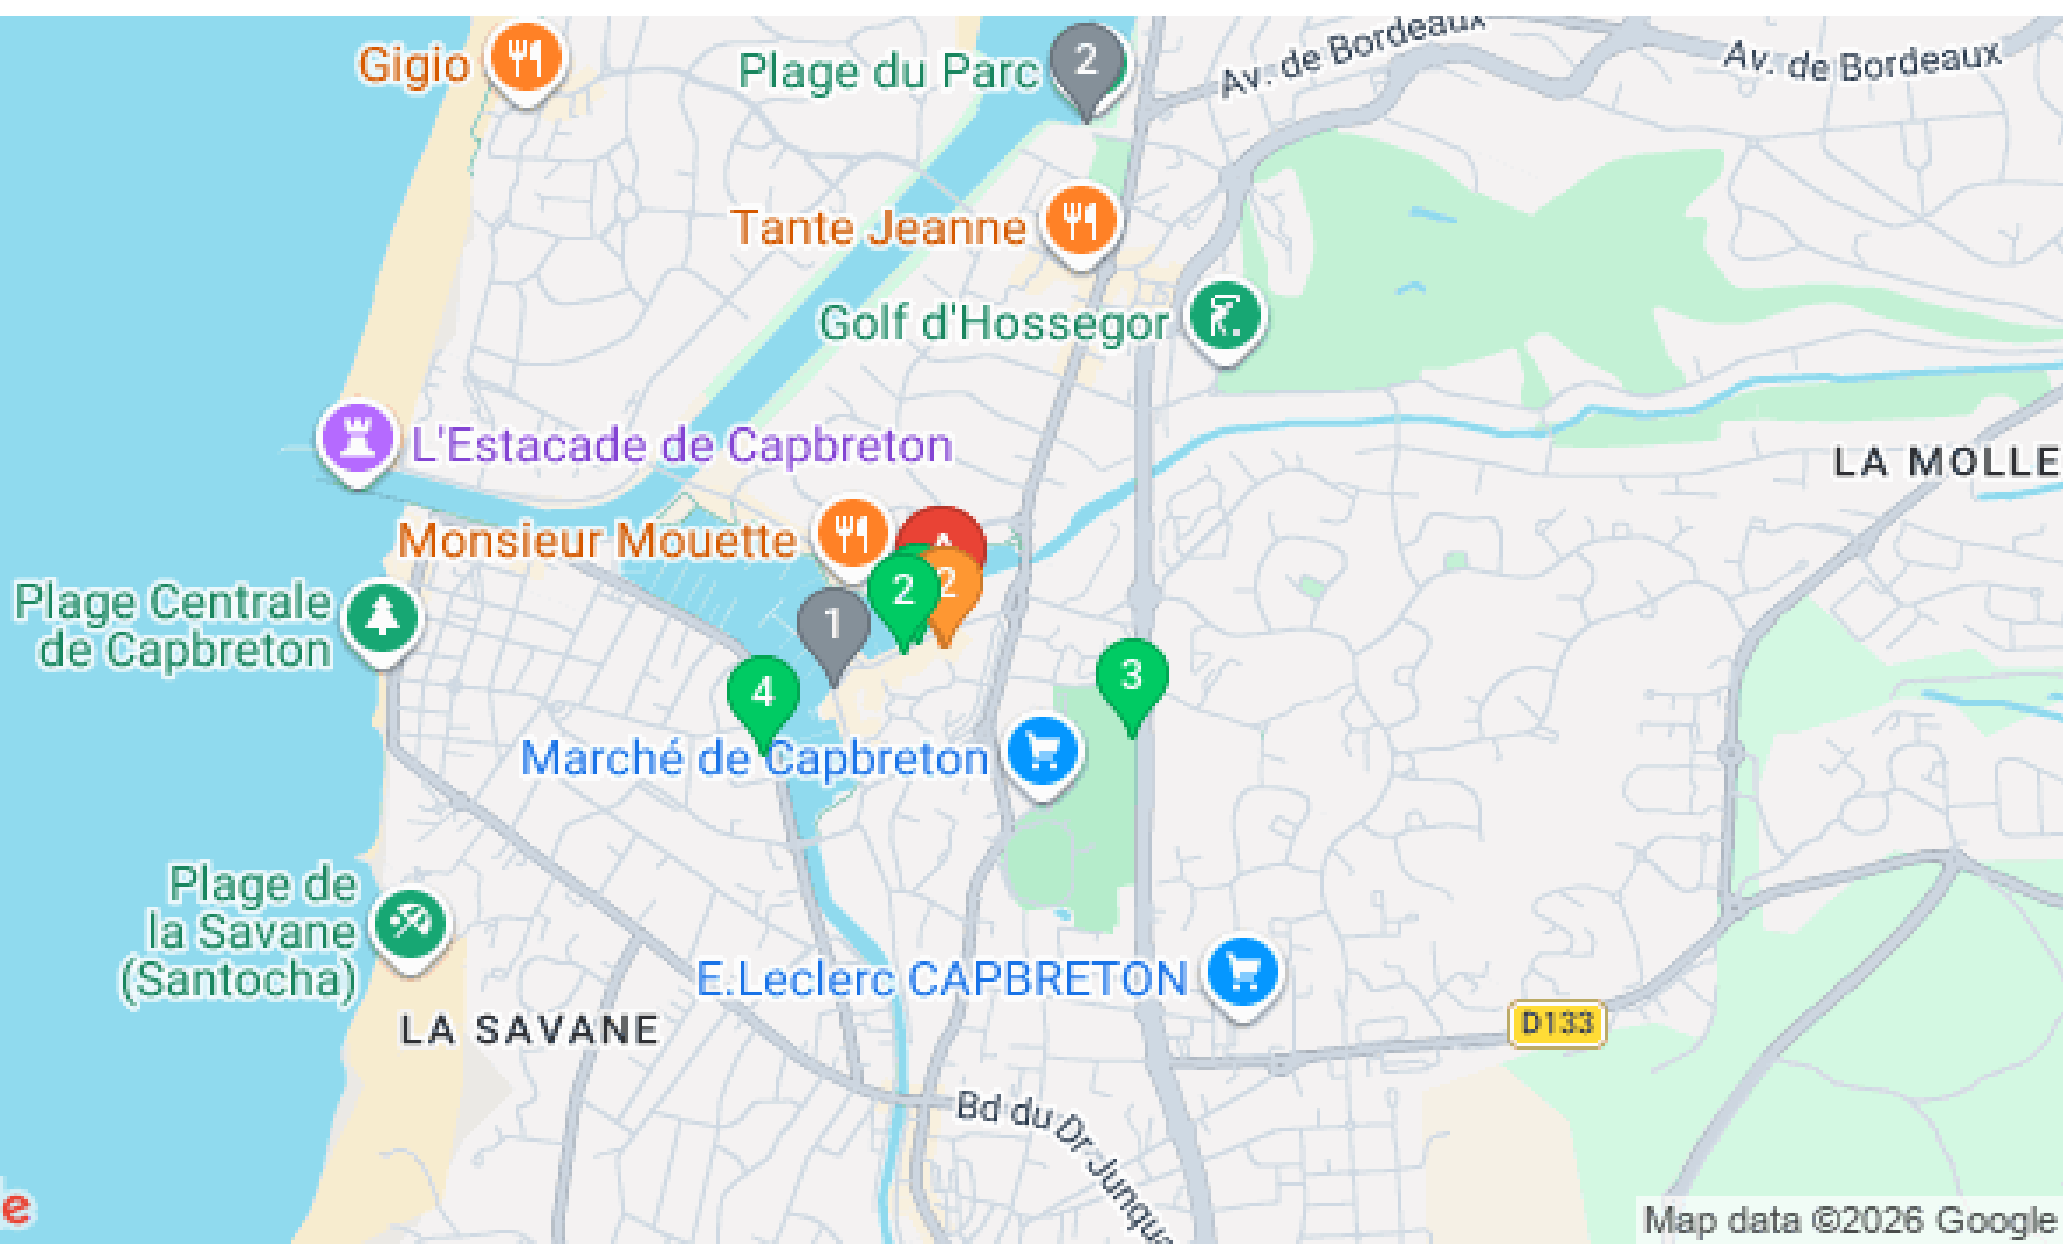 Gigio
Plage du Parc
2
Av. de Bordeaux
Av. de Bordeaux
Tante Jeanne
Golf d'Hossegor
L'Estacade de Capbreton
LA MOLLE
Monsieur Mouette
2
2
1
Plage Centrale
de Capbreton
3
4
Marché de Capbreton
Plage de
la Savane
(Santocha)
E.Leclerc CAPBRETON
LA SAVANE
D133
Bd du Dr Junqua
e
Map data ©2026 Google